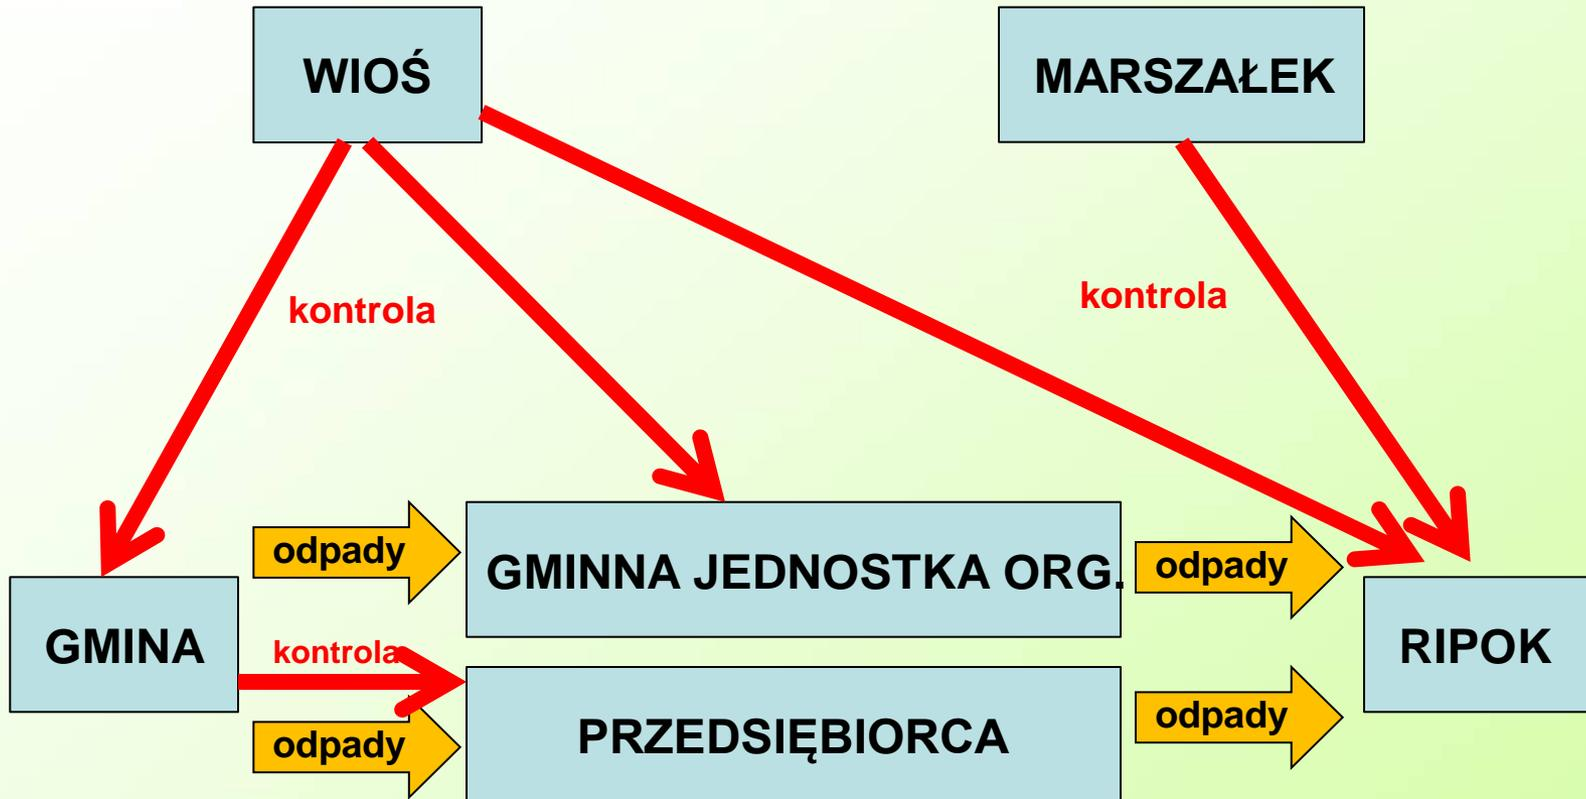 WIOŚ
MARSZAŁEK
kontrola
kontrola
odpady
GMINNA JEDNOSTKA ORG.
odpady
GMINA
kontrola
RIPOK
odpady
PRZEDSIĘBIORCA
odpady